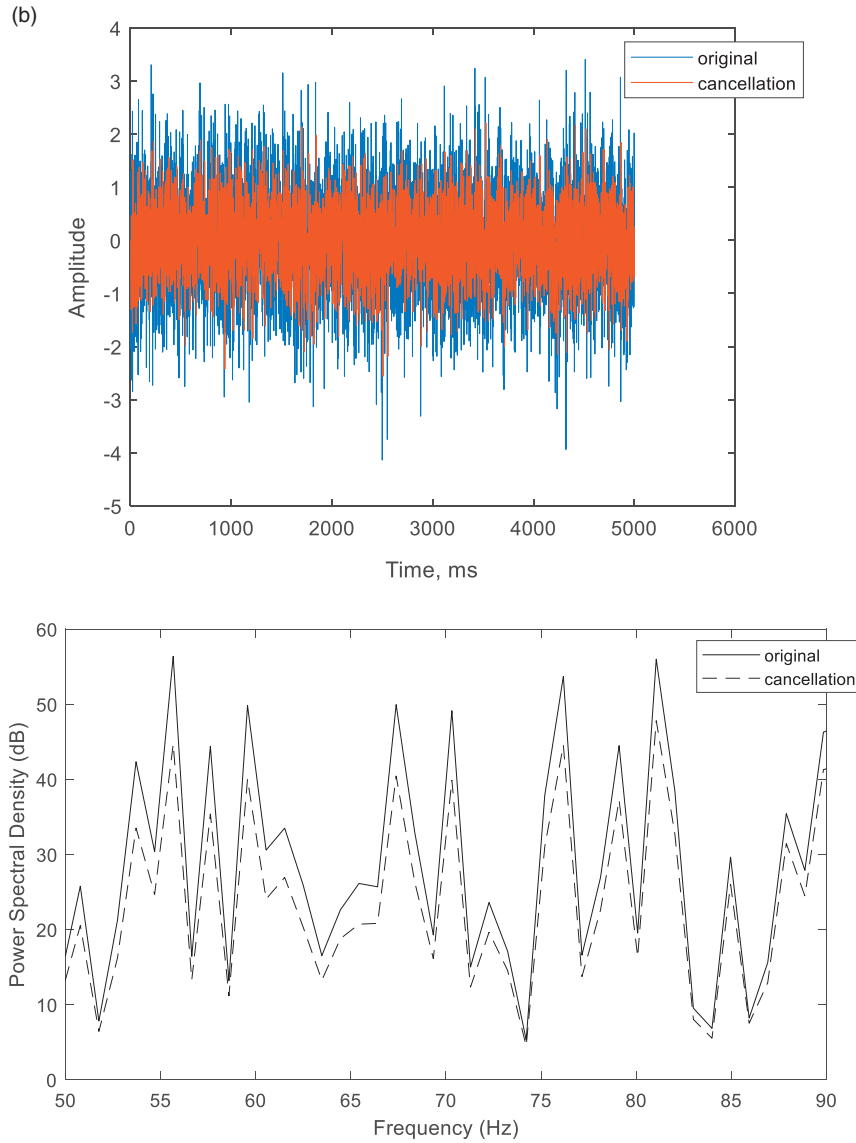 (b)
4
3
2
1
0
-1
-2
-3
-4
-5
Amplitude
original
cancellation
0 1000 2000 3000 4000 5000 6000
Time, ms
60
50
40
30
20
10
0
Power Spectral Density (dB)
original
cancellation
50 55 60 65 70 75 80 85 90
Frequency (Hz)